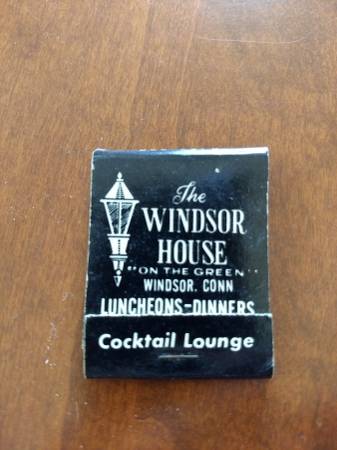 The
WINDSOR
HOUSE
"ON THE GREEN"
WINDSOR, CONN
LUNCHEONS-DINNERS
Cocktail Lounge